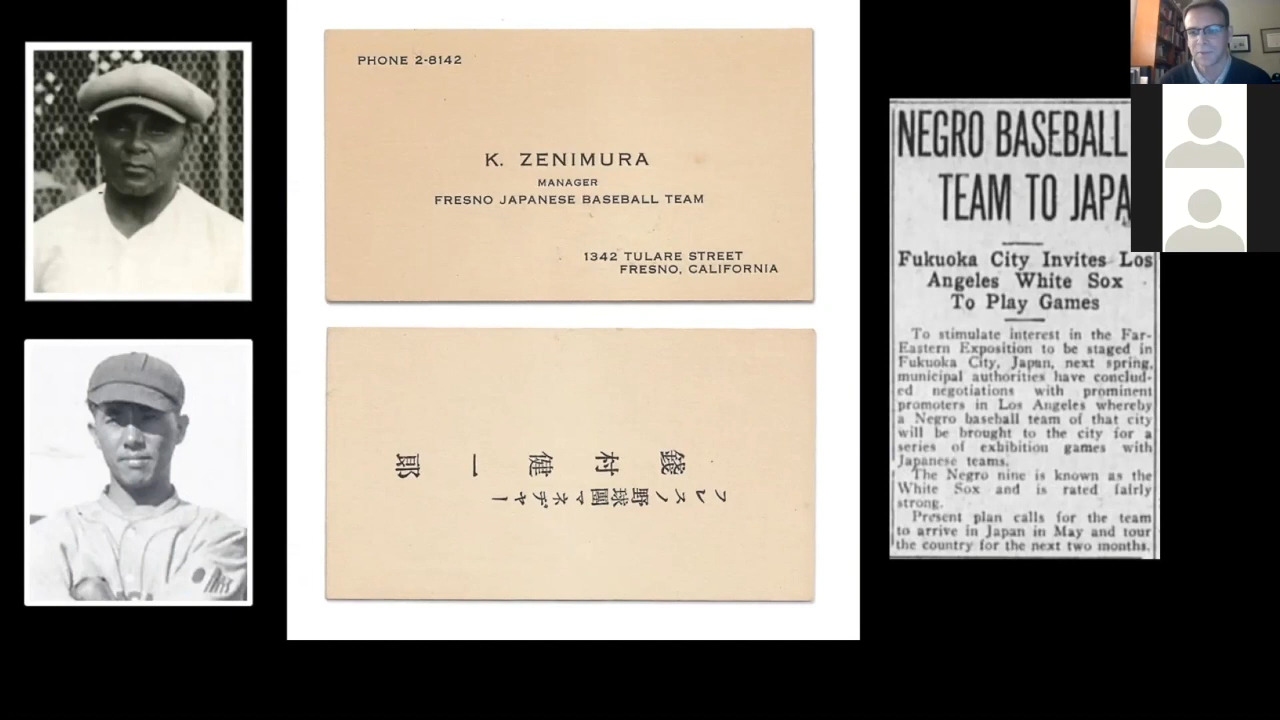 PHONE 2-8142
K. ZENIMURA
MANAGER
FRESNO JAPANESE BASEBALL TEAM
1342 TULARE STREET
FRESNO, CALIFORNIA
錢村健一郎
フレスノ野球團マネヂャー
NEGRO BASEBALL
TEAM TO JAPA
Fukuoka City Invites Los
Angeles White Sox
To Play Games
To stimulate interest in the Far-
Eastern Exposition to be staged in
Fukuoka City, Japan, next spring,
municipal authorities have conclud-
ed negotiations with prominent
promoters in Los Angeles whereby
a Negro baseball team of that city
will be brought to the city for a
series of exhibition games with
Japanese teams.
The Negro nine is known as the
White Sox and is rated fairly
strong.
Present plan calls for the team
to arrive in Japan in May and tour
the country for the next two months.